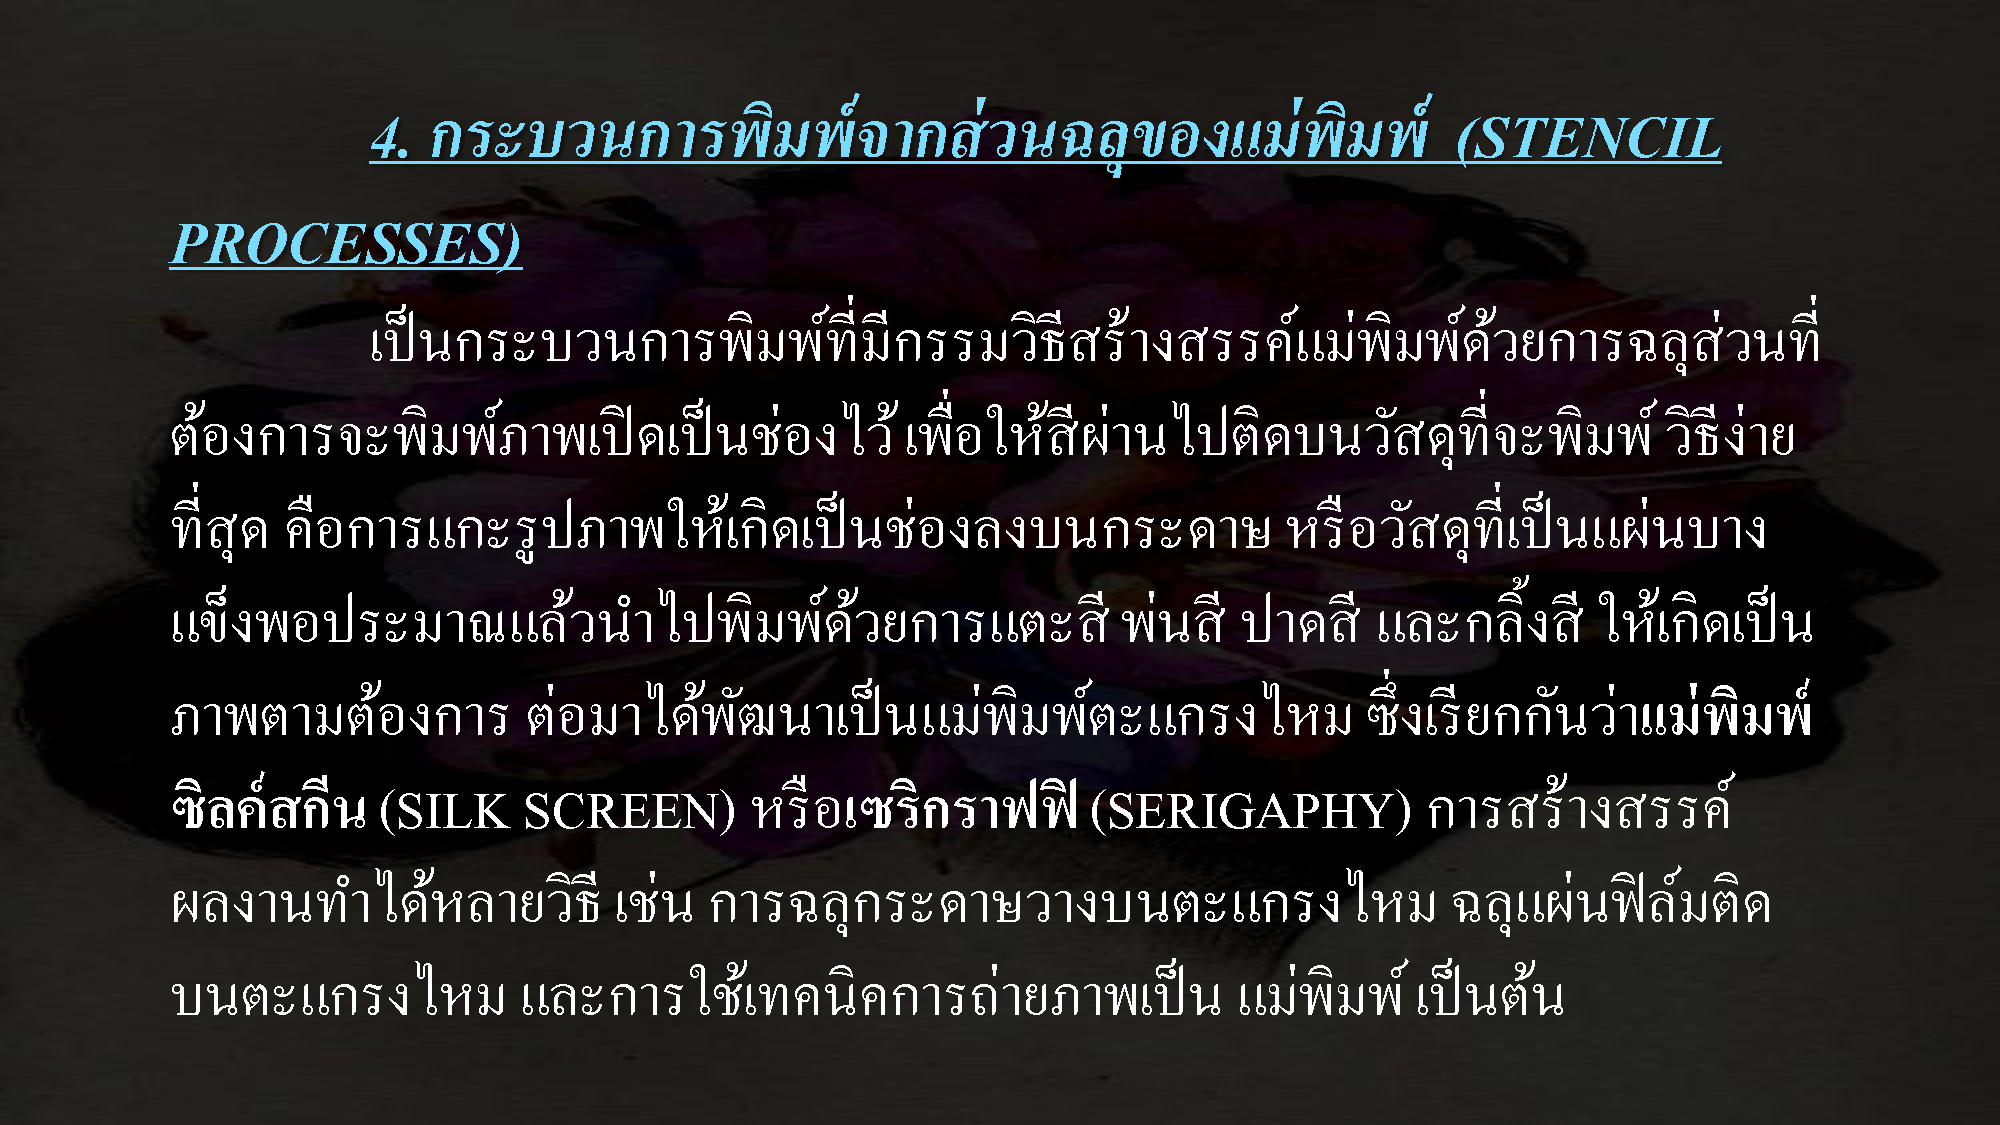 4. กระบวนการพิมพ์จากส่วนฉลุของแม่พิมพ์ (STENCIL
PROCESSES)
เป็นกระบวนการพิมพ์ที่มีกรรมวิธีสร้างสรรค์แม่พิมพ์ด้วยการฉลุส่วนที่
ต้องการจะพิมพ์ภาพเปิดเป็นช่องไว้ เพื่อให้สีผ่านไปติดบนวัสดุที่จะพิมพ์ วิธีง่าย
ที่สุด คือการแกะรูปภาพให้เกิดเป็นช่องลงบนกระดาษ หรือวัสดุที่เป็นแผ่นบาง
แข็งพอประมาณแล้วนำไปพิมพ์ด้วยการแตะสี พ่นสี ปาดสี และกลิ้งสี ให้เกิดเป็น
ภาพตามต้องการ ต่อมาได้พัฒนาเป็นแม่พิมพ์ตะแกรงไหม ซึ่งเรียกกันว่าแม่พิมพ์
ซิลค์สกีน (SILK SCREEN) หรือเซริกราฟฟิ (SERIGAPHY) การสร้างสรรค์
ผลงานทำได้หลายวิธี เช่น การฉลุกระดาษวางบนตะแกรงไหม ฉลุแผ่นฟิล์มติด
บนตะแกรงไหม และการใช้เทคนิคการถ่ายภาพเป็น แม่พิมพ์ เป็นต้น